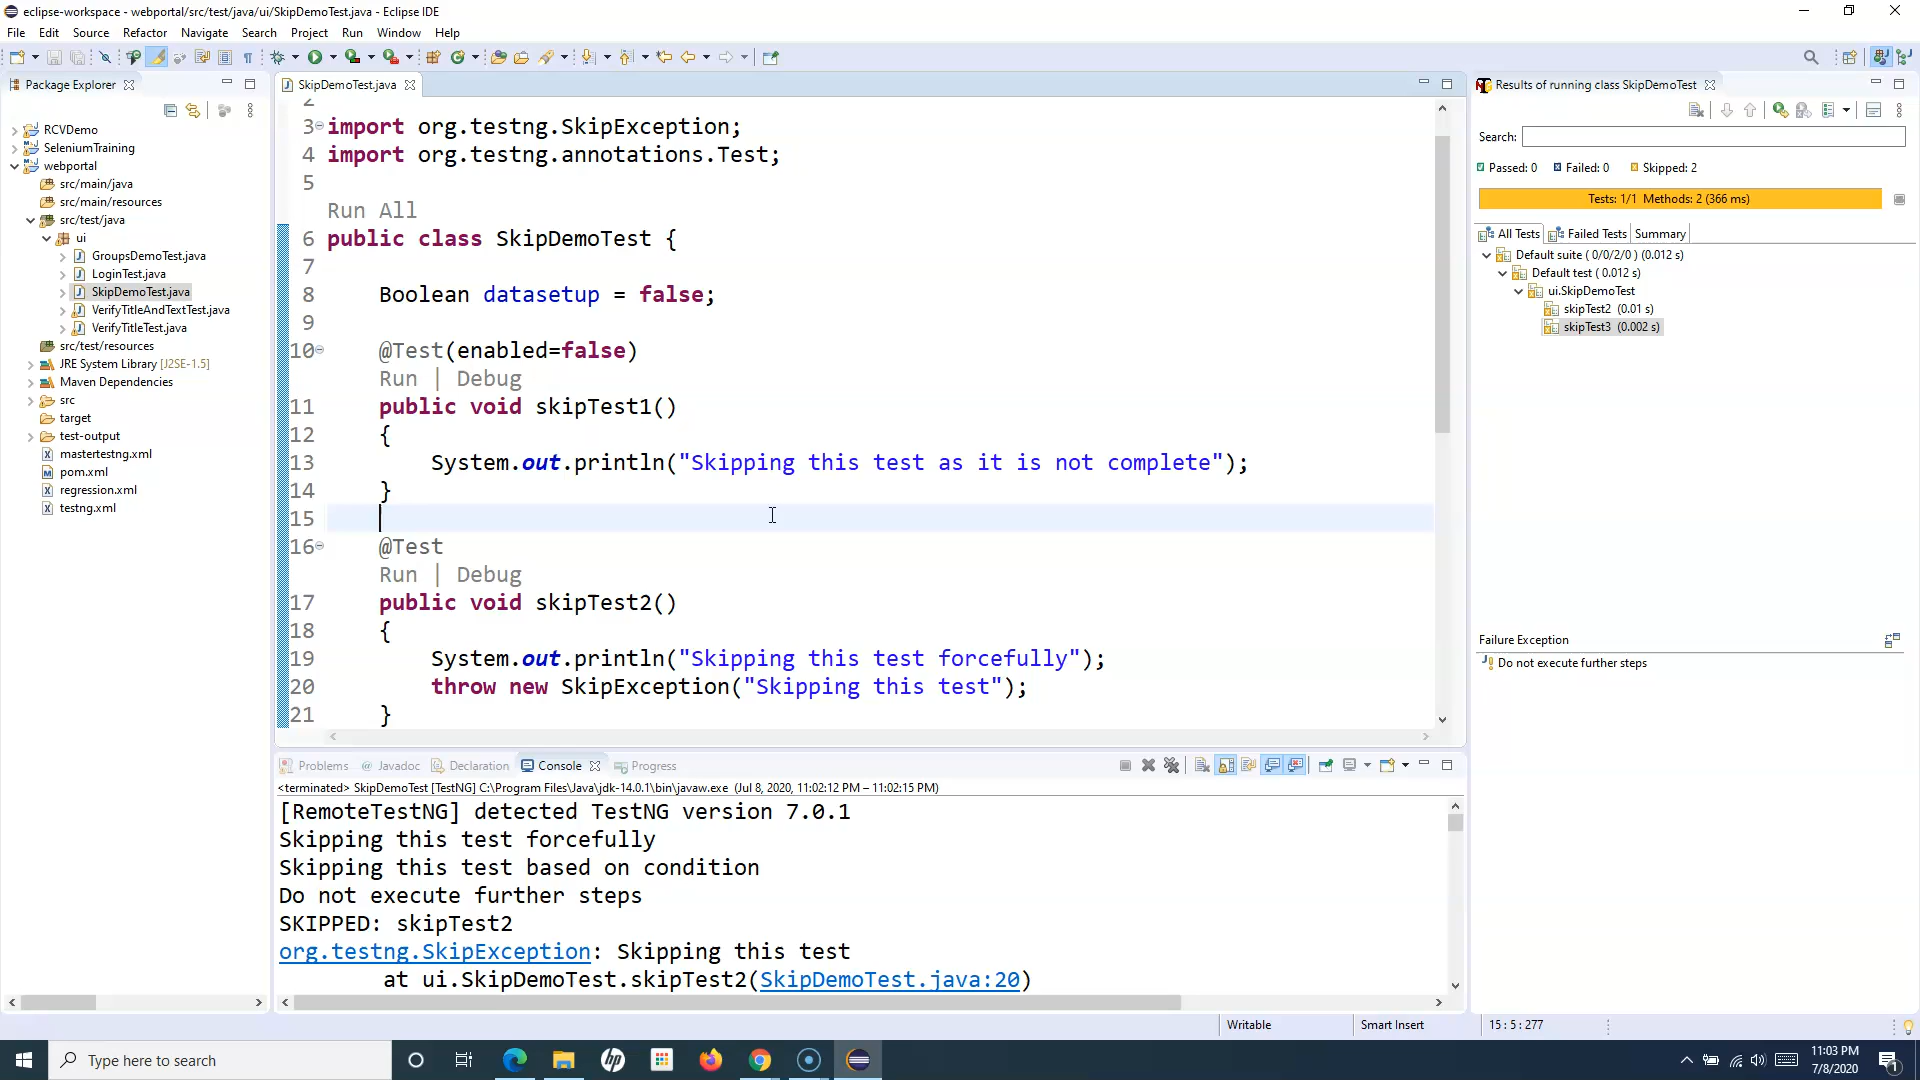 eclipse-workspace - webportal/src/test/java/ui/SkipDemoTest.java - Eclipse IDE
File Edit Source Refactor Navigate Search Project Run Window Help
Package Explorer
RCVDemo
SeleniumTraining
webportal
src/main/java
src/main/resources
src/test/java
ui
GroupsDemoTest.java
LoginTest.java
SkipDemoTest.java
VerifyTitleAndTextTest.java
VerifyTitleTest.java
src/test/resources
JRE System Library [J2SE-1.5]
Maven Dependencies
src
target
test-output
mastertestng.xml
pom.xml
regression.xml
testng.xml
SkipDemoTest.java
2
3 import org.testng.SkipException;
4 import org.testng.annotations.Test;
5
Run All
6 public class SkipDemoTest {
7
8 Boolean datasetup = false;
9
10 @Test(enabled=false)
Run | Debug
11 public void skipTest1()
12 {
13 System.out.println("Skipping this test as it is not complete");
14 }
15
16 @Test
Run | Debug
17 public void skipTest2()
18 {
19 System.out.println("Skipping this test forcefully");
20 throw new SkipException("Skipping this test");
21 }
Problems Javadoc Declaration Console Progress
<terminated> SkipDemoTest [TestNG] C:\Program Files\Java\jdk-14.0.1\bin\javaw.exe (Jul 8, 2020, 11:02:12 PM – 11:02:15 PM)
[RemoteTestNG] detected TestNG version 7.0.1
Skipping this test forcefully
Skipping this test based on condition
Do not execute further steps
SKIPPED: skipTest2
org.testng.SkipException: Skipping this test
at ui.SkipDemoTest.skipTest2(SkipDemoTest.java:20)
Results of running class SkipDemoTest
Search:
Passed: 0 Failed: 0 Skipped: 2
Tests: 1/1 Methods: 2 (366 ms)
All Tests Failed Tests Summary
Default suite ( 0/0/2/0 ) (0.012 s)
Default test ( 0.012 s)
ui.SkipDemoTest
skipTest2 (0.01 s)
skipTest3 (0.002 s)
Failure Exception
Do not execute further steps
Writable Smart Insert 15 : 5 : 277
Type here to search
hp
11:03 PM
7/8/2020
1